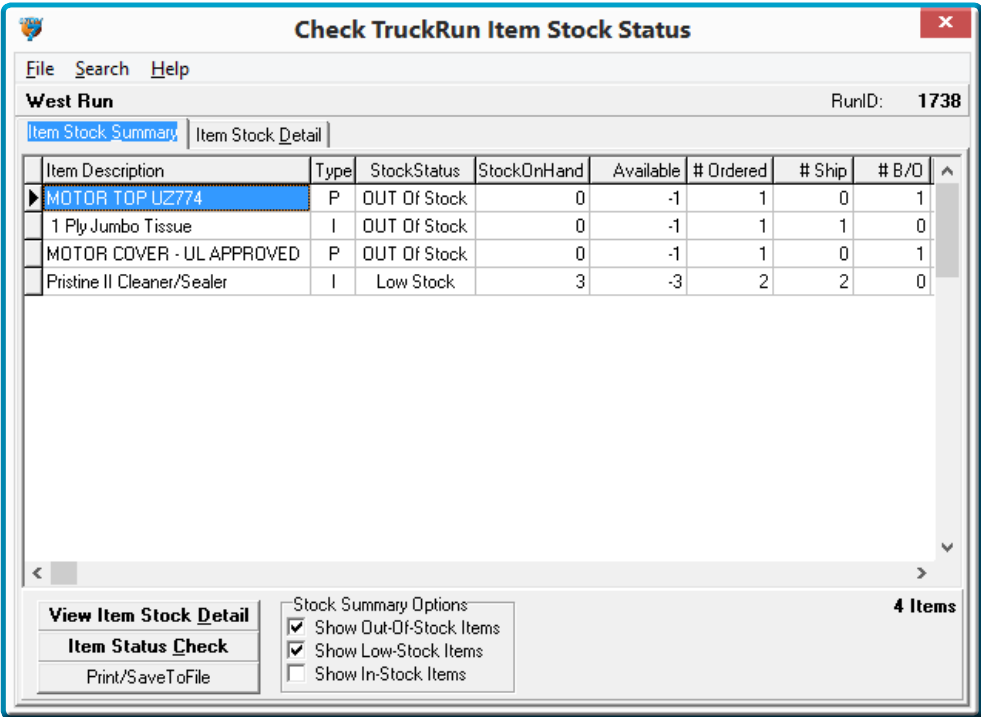 Check TruckRun Item Stock Status
File Search Help
West Run RunID: 1738
Item Stock Summary Item Stock Detail
Item Description Type StockStatus StockOnHand Available # Ordered # Ship # B/O
MOTOR TOP UZ774 P OUT Of Stock 0 -1 1 0 1
1 Ply Jumbo Tissue I OUT Of Stock 0 -1 1 1 0
MOTOR COVER - UL APPROVED P OUT Of Stock 0 -1 1 0 1
Pristine II Cleaner/Sealer I Low Stock 3 -3 2 2 0
View Item Stock Detail
Item Status Check
Print/SaveToFile
Stock Summary Options
Show Out-Of-Stock Items
Show Low-Stock Items
Show In-Stock Items
4 Items